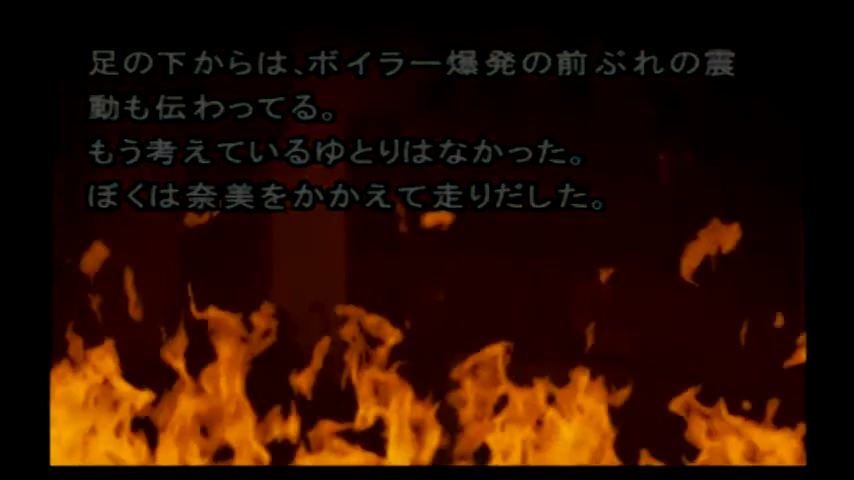 足の下からは、ボイラー爆発の前ぶれの震
動も伝わってる。
もう考えているゆとりはなかった。
ぼくは奈美をかかえて走りだした。